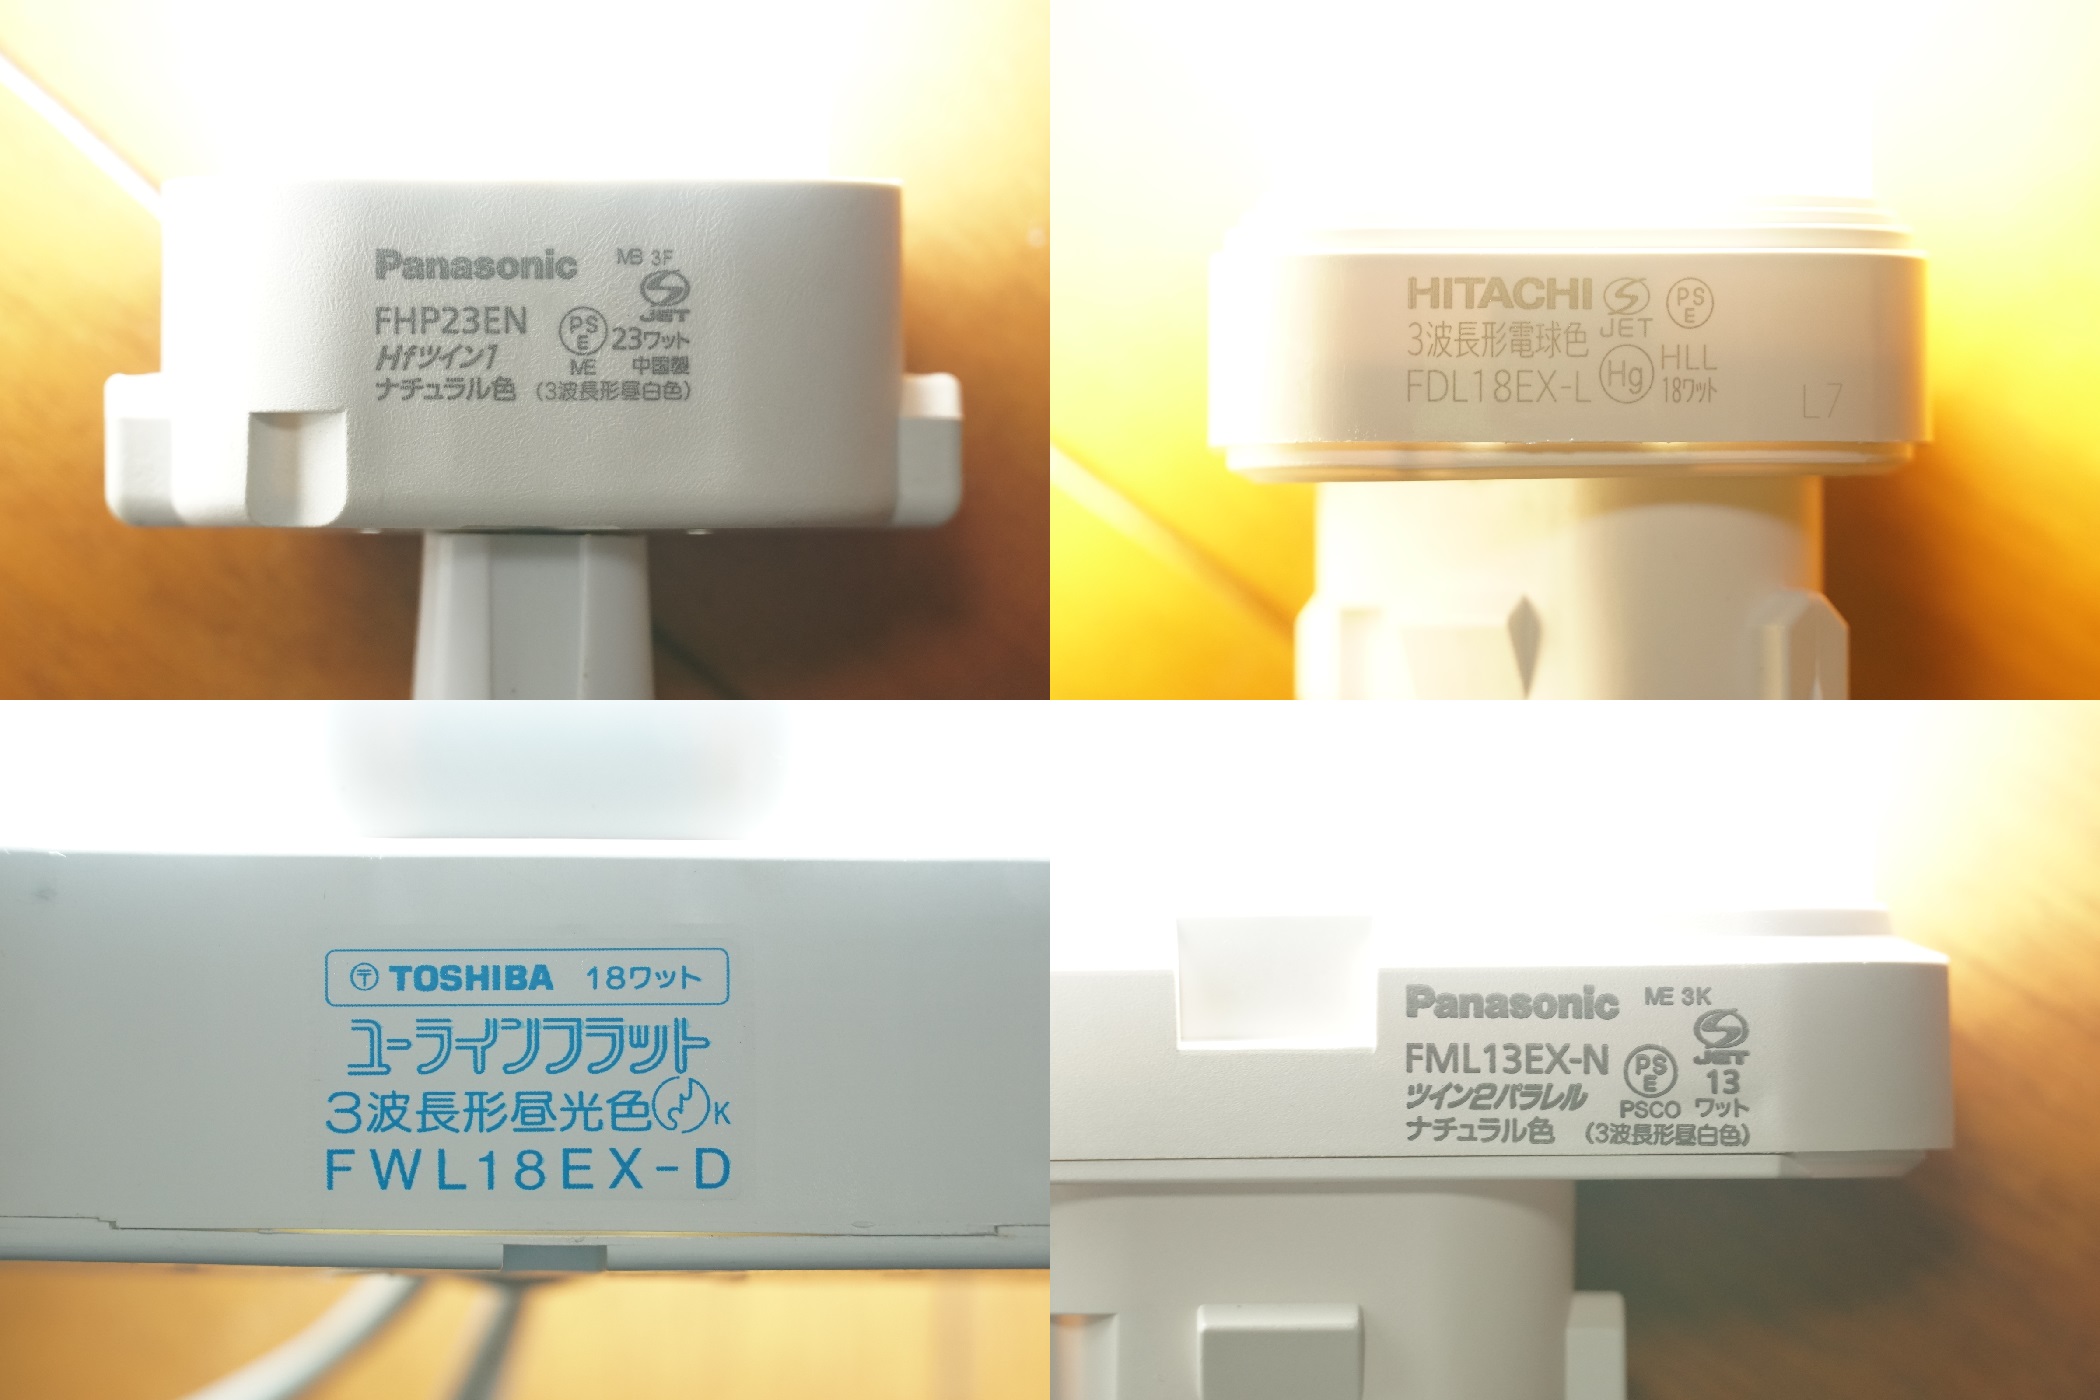 Panasonic MB 3F
JET
FHP23EN PS E 23ワット
Hfツイン1 ME 中国製
ナチュラル色 (3波長形昼白色)
HITACHI JET PS E
3波長形電球色
FDL18EX-L Hg HLL 18ワット
L7
〒 TOSHIBA 18ワット
ユーラインフラット
3波長形昼光色 K
FWL18EX-D
Panasonic ME 3K
JET
FML13EX-N PS E 13
ツイン2パラレル PSCO ワット
ナチュラル色 (3波長形昼白色)